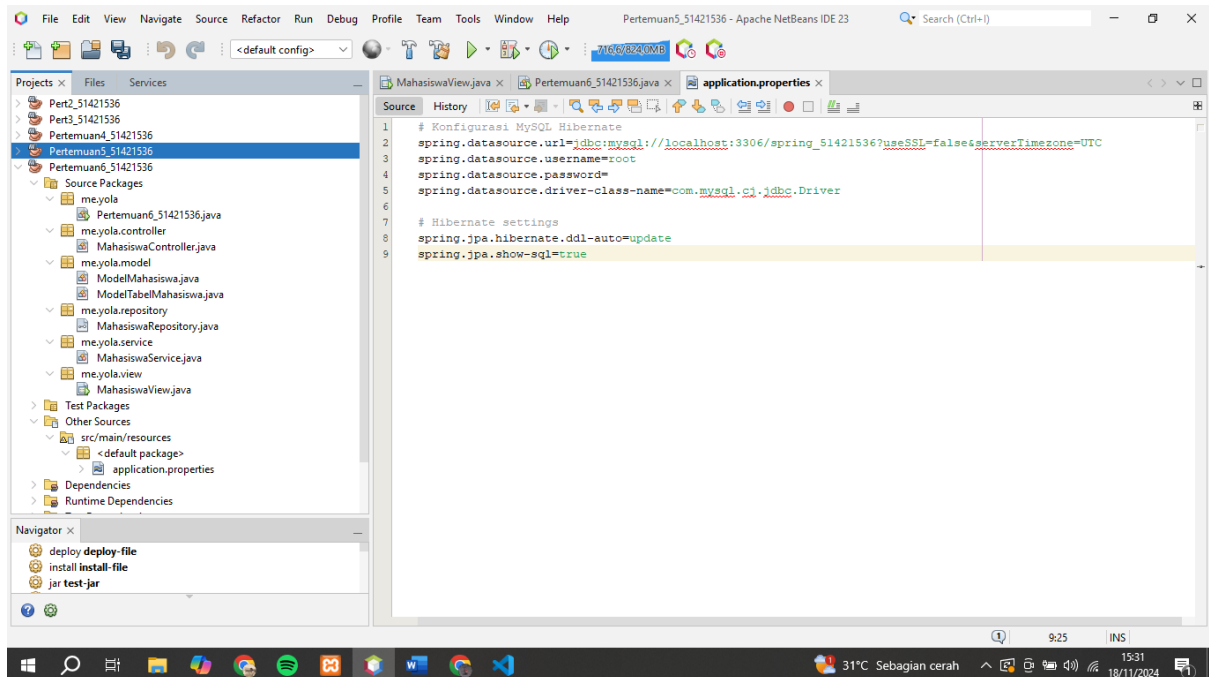 File Edit View Navigate Source Refactor Run Debug Profile Team Tools Window Help Pertemuan5_51421536 - Apache NetBeans IDE 23 Search (Ctrl+I)
<default config> 716,6/824,0MB
Projects Files Services
MahasiswaView.java Pertemuan6_51421536.java application.properties
Source History
Pert2_51421536
Pert3_51421536
Pertemuan4_51421536
Pertemuan5_51421536
Pertemuan6_51421536
Source Packages
me.yola
Pertemuan6_51421536.java
me.yola.controller
MahasiswaController.java
me.yola.model
ModelMahasiswa.java
ModelTabelMahasiswa.java
me.yola.repository
MahasiswaRepository.java
me.yola.service
MahasiswaService.java
me.yola.view
MahasiswaView.java
Test Packages
Other Sources
src/main/resources
<default package>
application.properties
Dependencies
Runtime Dependencies
1 # Konfigurasi MySQL Hibernate
2 spring.datasource.url=jdbc:mysql://localhost:3306/spring_51421536?useSSL=false&serverTimezone=UTC
3 spring.datasource.username=root
4 spring.datasource.password=
5 spring.datasource.driver-class-name=com.mysql.cj.jdbc.Driver
6
7 # Hibernate settings
8 spring.jpa.hibernate.ddl-auto=update
9 spring.jpa.show-sql=true
Navigator
deploy deploy-file
install install-file
jar test-jar
1 9:25 INS
31°C Sebagian cerah 15:31
18/11/2024